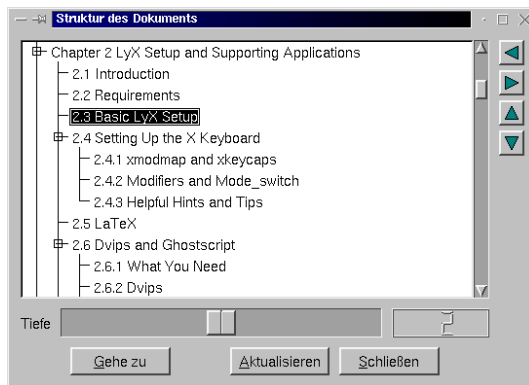 Struktur des Dokuments
Chapter 2 LyX Setup and Supporting Applications
2.1 Introduction
2.2 Requirements
2.3 Basic LyX Setup
2.4 Setting Up the X Keyboard
2.4.1 xmodmap and xkeycaps
2.4.2 Modifiers and Mode_switch
2.4.3 Helpful Hints and Tips
2.5 LaTeX
2.6 Dvips and Ghostscript
2.6.1 What You Need
2.6.2 Dvips
Tiefe 2
Gehe zu Aktualisieren Schließen